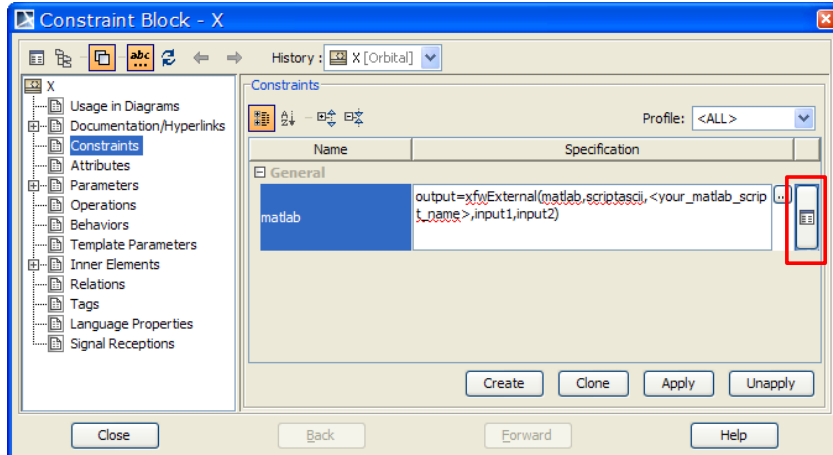 Constraint Block - X
abc
History : X [Orbital]
X
Usage in Diagrams
Documentation/Hyperlinks
Constraints
Attributes
Parameters
Operations
Behaviors
Template Parameters
Inner Elements
Relations
Tags
Language Properties
Signal Receptions
Constraints
Profile: <ALL>
Name Specification
General
matlab
output=xfwExternal(matlab,scriptascii,<your_matlab_scrip
t_name>,input1,input2)
...
Create Clone Apply Unapply
Close Back Forward Help